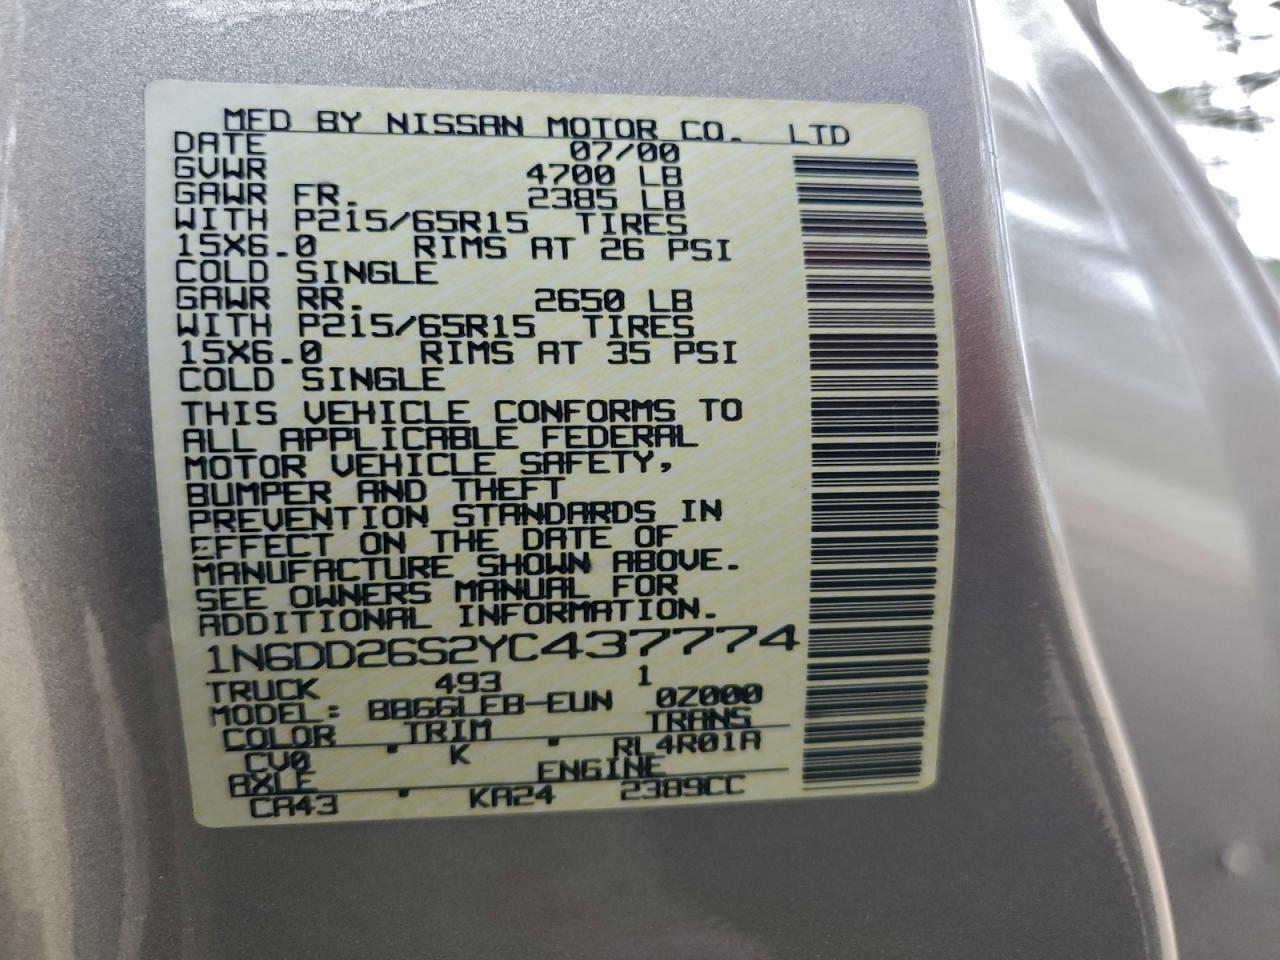 MFD BY NISSAN MOTOR CO. LTD
DATE 07/00
GVWR 4700 LB
GAWR FR. 2385 LB
WITH P215/65R15 TIRES
15X6.0 RIMS AT 26 PSI
COLD SINGLE
GAWR RR. 2650 LB
WITH P215/65R15 TIRES
15X6.0 RIMS AT 35 PSI
COLD SINGLE
THIS VEHICLE CONFORMS TO
ALL APPLICABLE FEDERAL
MOTOR VEHICLE SAFETY,
BUMPER AND THEFT
PREVENTION STANDARDS IN
EFFECT ON THE DATE OF
MANUFACTURE SHOWN ABOVE.
SEE OWNERS MANUAL FOR
ADDITIONAL INFORMATION.
1N6DD26S2YC437774
TRUCK 493 1
MODEL: BBGGLEB-EUN 0Z000
COLOR TRIM TRANS
CV0 K RL4R01A
AXLE ENGINE
CA43 KA24 2389CC